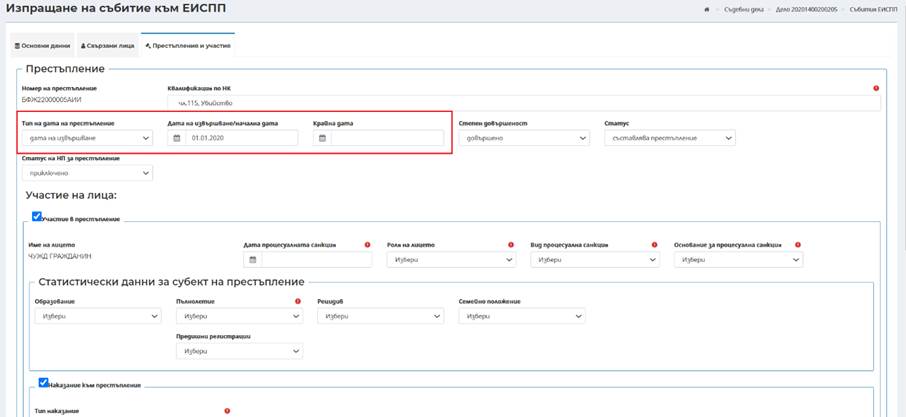 Изпращане на събитие към ЕИСПП
Съдебни дела
Дело 20201400200205
Събития ЕИСПП
Основни данни
Свързани лица
Престъпления и участия
Престъпление
Номер на престъпление
Квалификации по НК
БФЖ22000005АИИ
чл.115, Убийство
Тип на дата на престъпление
Дата на извършване/начална дата
Крайна дата
Степен довършеност
Статус
дата на извършване
01.01.2020
довършено
съставлява престъпление
Статус на НП за престъпление
приключено
Участие на лица:
Участие в престъпление
Име на лицето
Дата процесуалната санкции
Роля на лицето
Вид процесуална санкции
Основание за процесуална санкции
ЧУЖД ГРАЖДАНИН
Избери
Избери
Избери
Статистически данни за субект на престъпление
Образование
Пълнолетие
Рецидив
Семейно положение
Избери
Избери
Избери
Избери
Предишни регистрации
Избери
Наказание към престъпление
Тип наказание